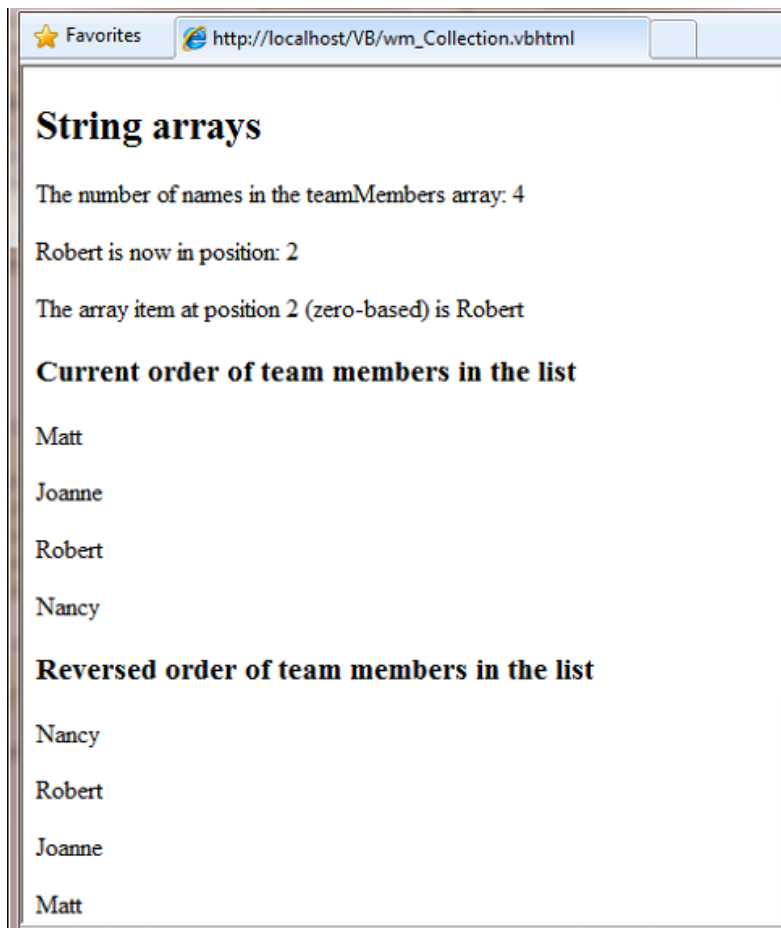 Favorites
http://localhost/VB/wm_Collection.vbhtml
String arrays
The number of names in the teamMembers array: 4
Robert is now in position: 2
The array item at position 2 (zero-based) is Robert
Current order of team members in the list
Matt
Joanne
Robert
Nancy
Reversed order of team members in the list
Nancy
Robert
Joanne
Matt